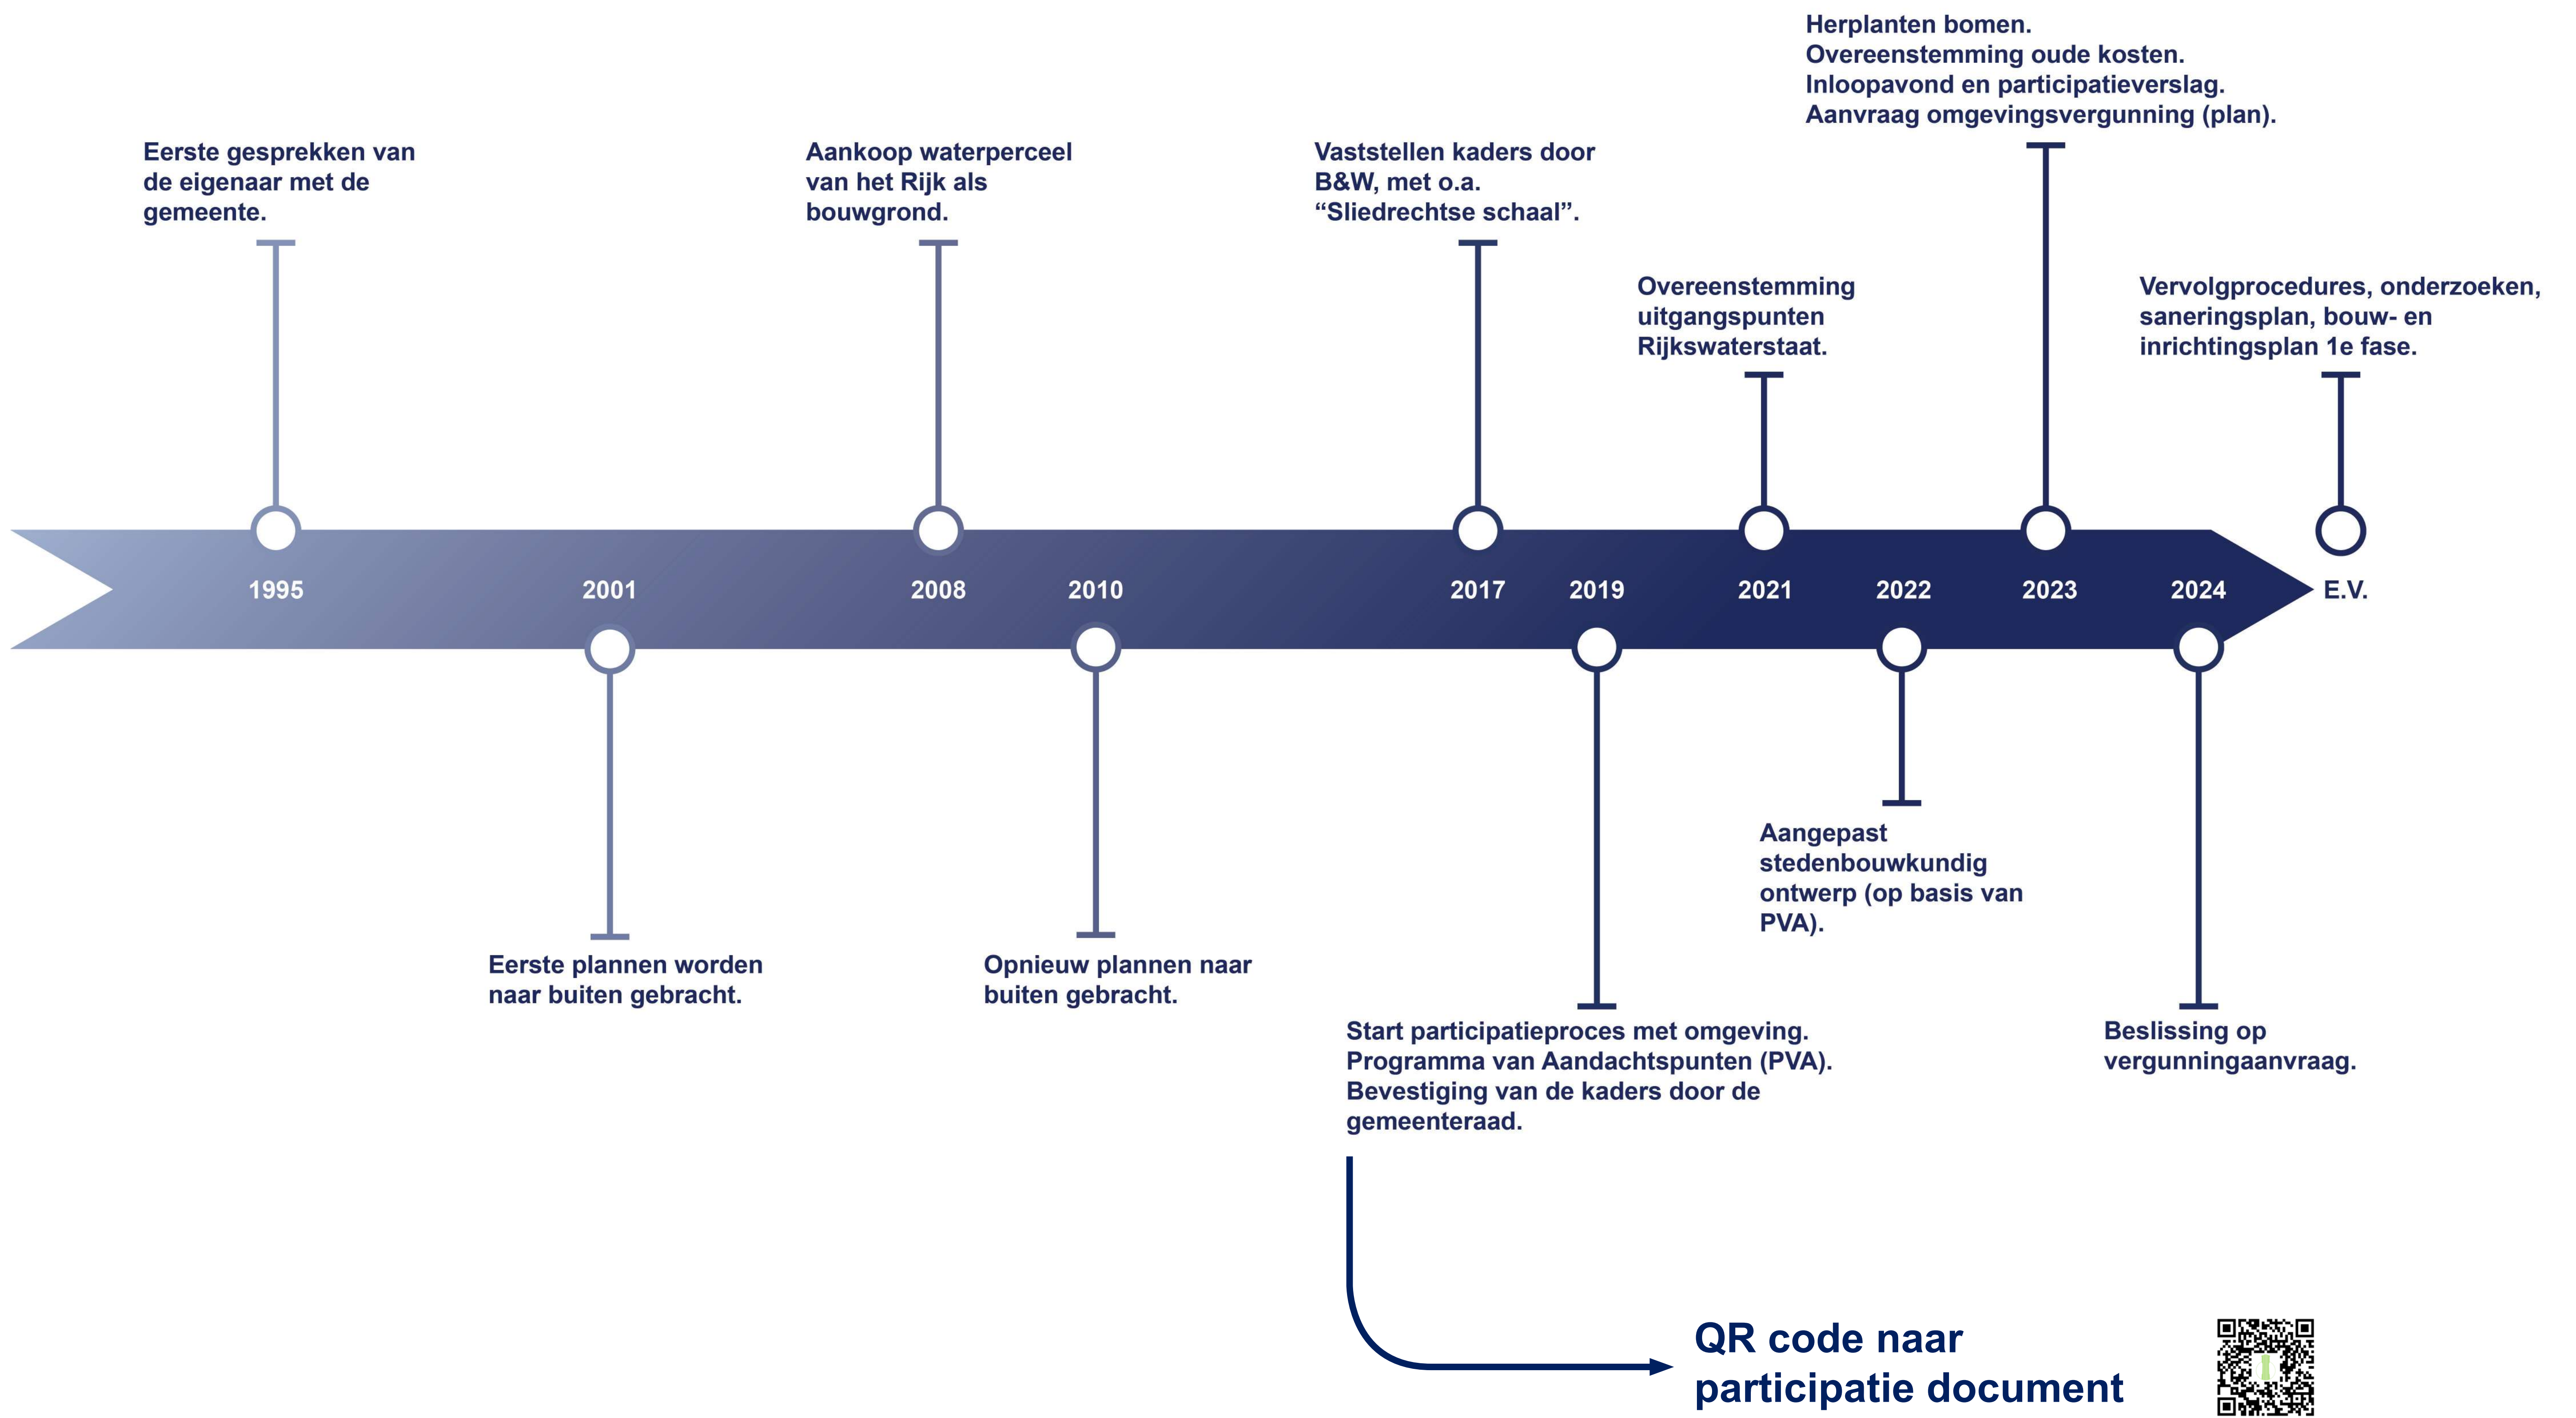 Herplanten bomen.
Overeenstemming oude kosten.
Inloopavond en participatieverslag.
Aanvraag omgevingsvergunning (plan).
Eerste gesprekken van
de eigenaar met de
gemeente.
Aankoop waterperceel
van het Rijk als
bouwgrond.
Vaststellen kaders door
B&W, met o.a.
“Sliedrechtse schaal”.
Overeenstemming
uitgangspunten
Rijkswaterstaat.
Vervolgprocedures, onderzoeken,
saneringsplan, bouw- en
inrichtingsplan 1e fase.
1995 2001 2008 2010 2017 2019 2021 2022 2023 2024 E.V.
Aangepast
stedenbouwkundig
ontwerp (op basis van
PVA).
Eerste plannen worden
naar buiten gebracht.
Opnieuw plannen naar
buiten gebracht.
Start participatieproces met omgeving.
Programma van Aandachtspunten (PVA).
Bevestiging van de kaders door de
gemeenteraad.
Beslissing op
vergunningaanvraag.
QR code naar
participatie document